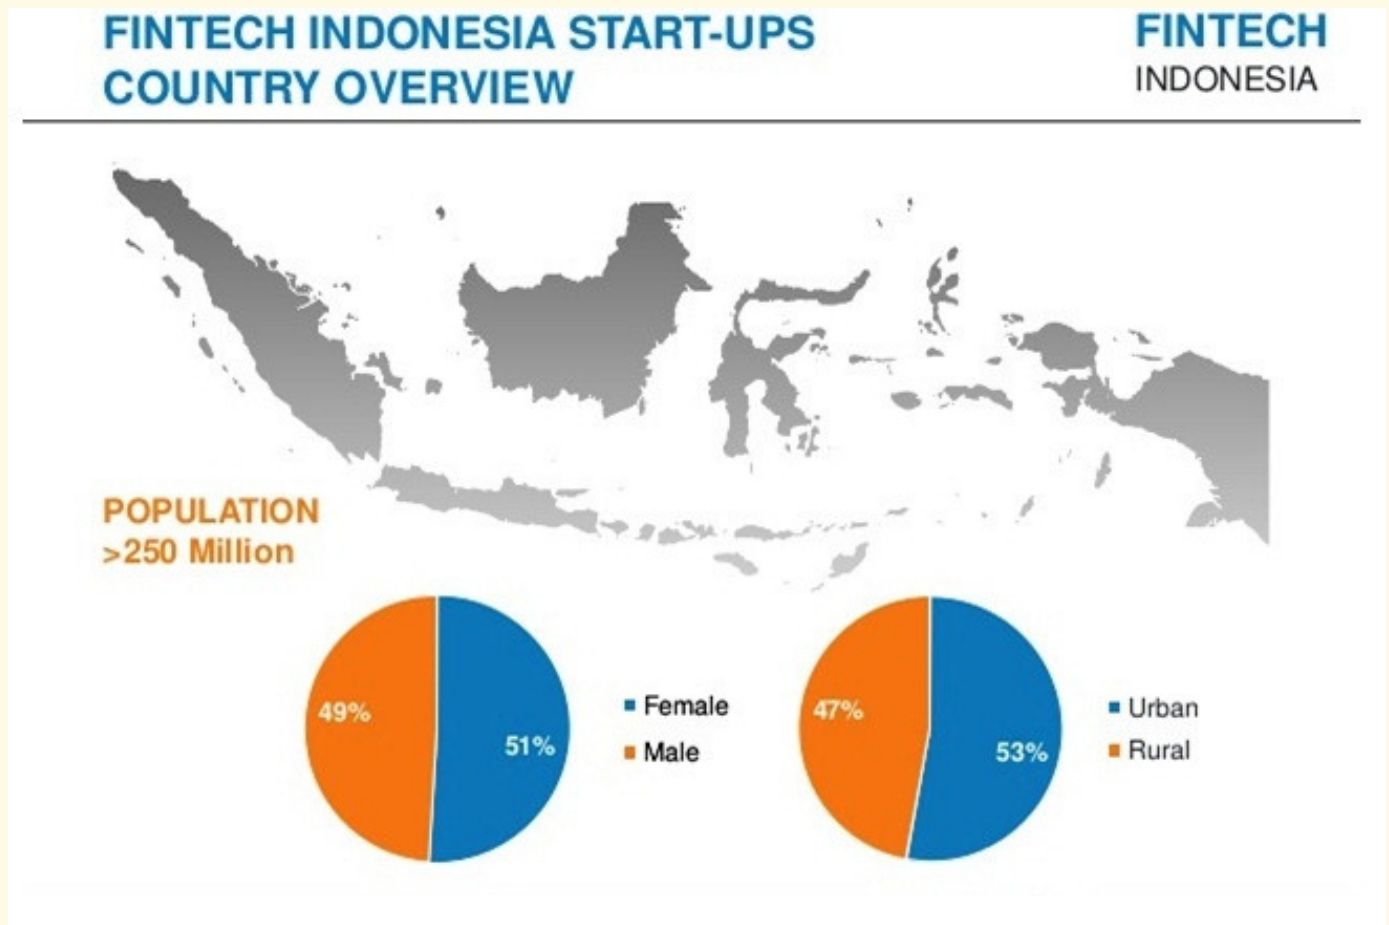 FINTECH INDONESIA START-UPS
COUNTRY OVERVIEW
FINTECH
INDONESIA
POPULATION
>250 Million
49%
51%
Female
Male
47%
53%
Urban
Rural